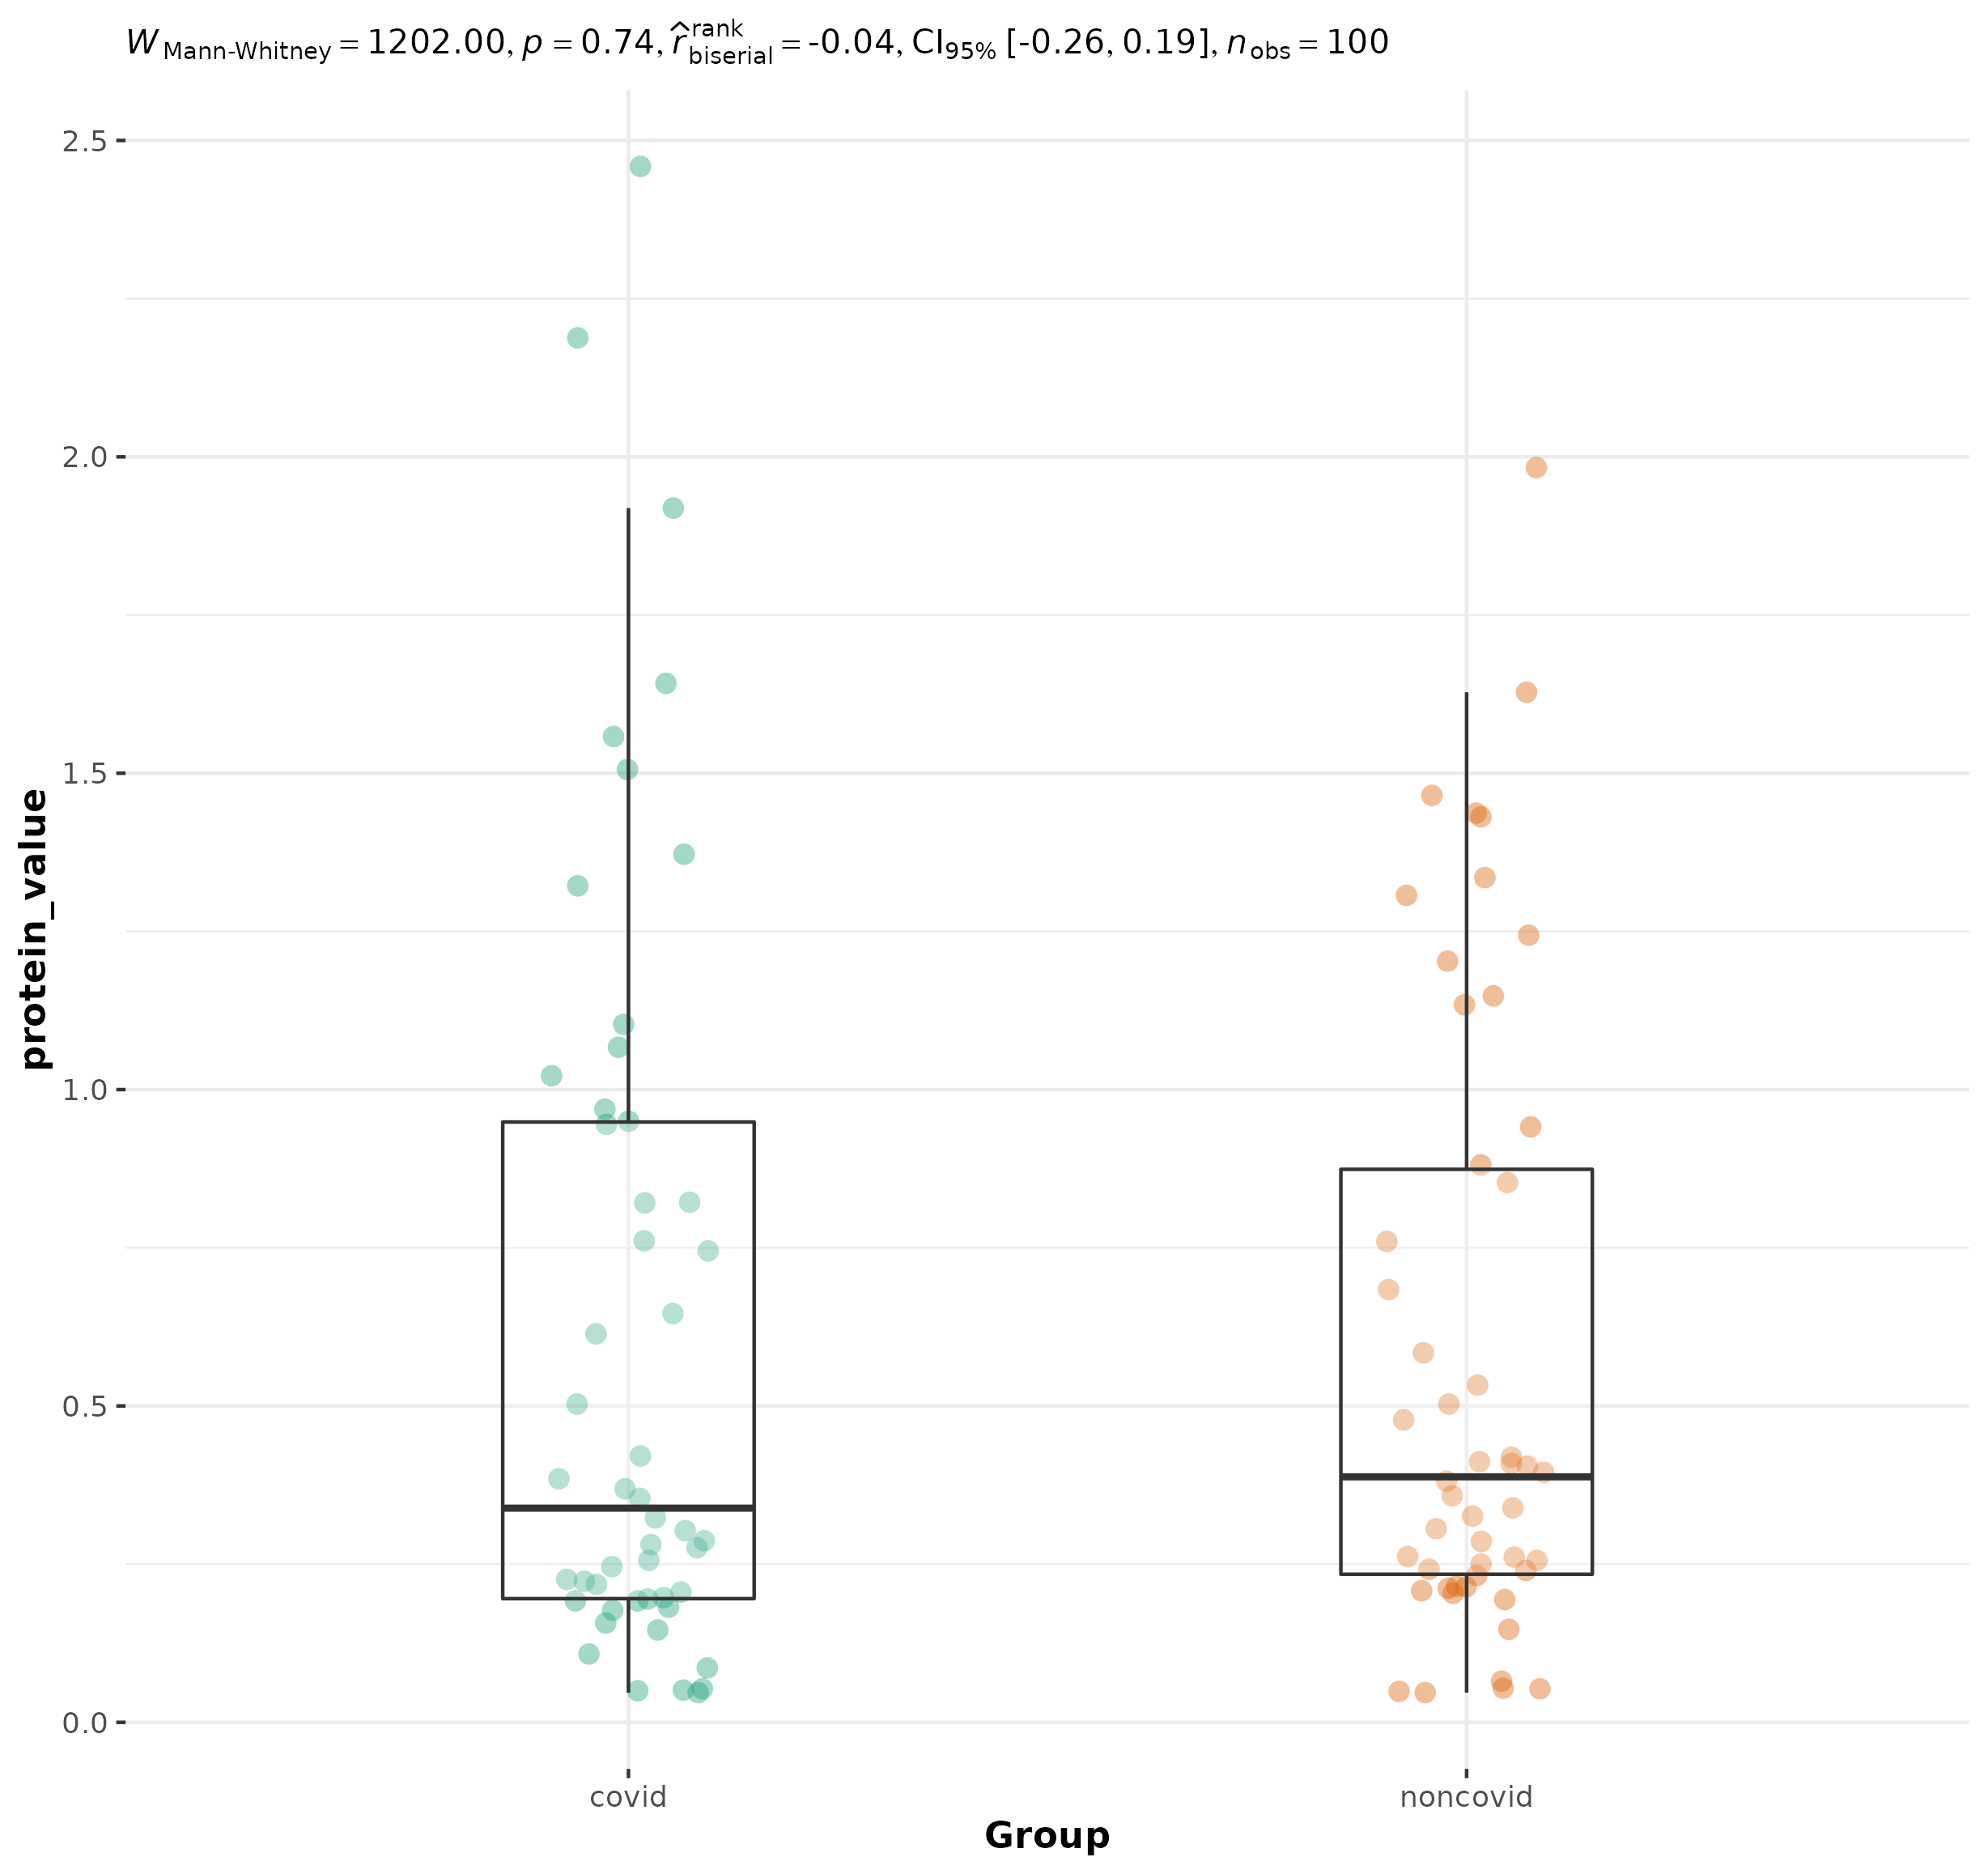 W Mann-Whitney = 1202.00, p = 0.74, r̂ rank biserial = -0.04, CI95% [-0.26, 0.19], n obs = 100
2.5
2.0
1.5
1.0
0.5
0.0
protein_value
covid noncovid
Group